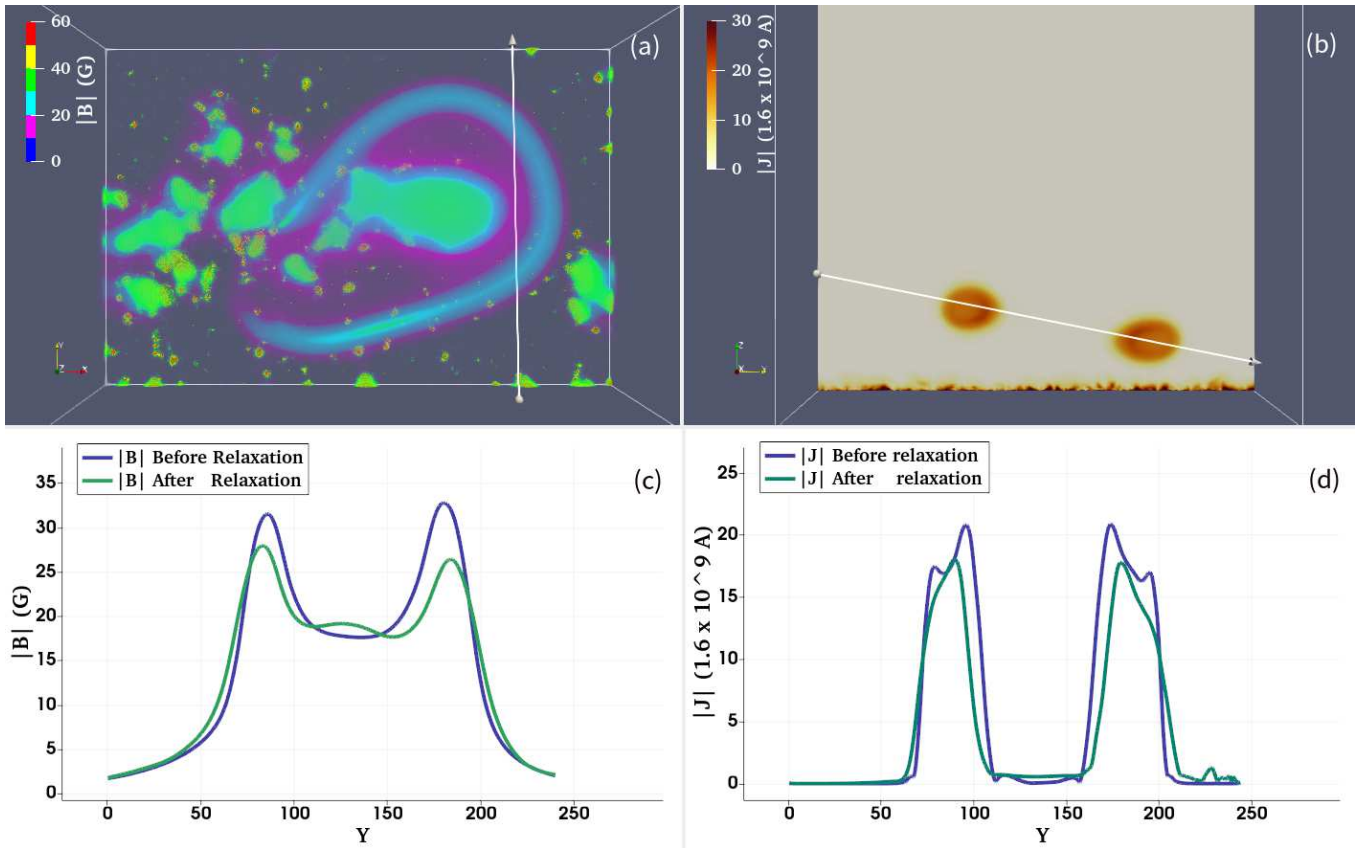 60
40
20
0
|B| (G)
(a)
Y
Z
X
30
20
10
0
|J| (1.6 x 10^9 A)
(b)
Z
X
Y
|B| Before Relaxation
|B| After Relaxation
(c)
35
30
25
20
15
10
5
0
|B| (G)
0
50
100
150
200
250
Y
|J| Before relaxation
|J| After relaxation
(d)
25
20
15
10
5
0
|J| (1.6 x 10^9 A)
0
50
100
150
200
250
Y